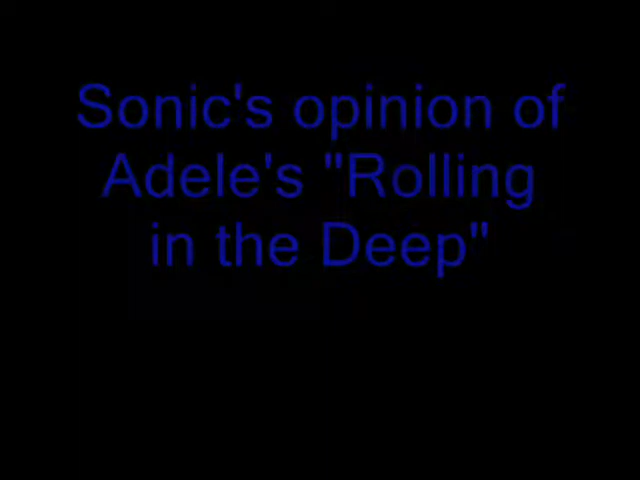 Sonic's opinion of
Adele's "Rolling
in the Deep"